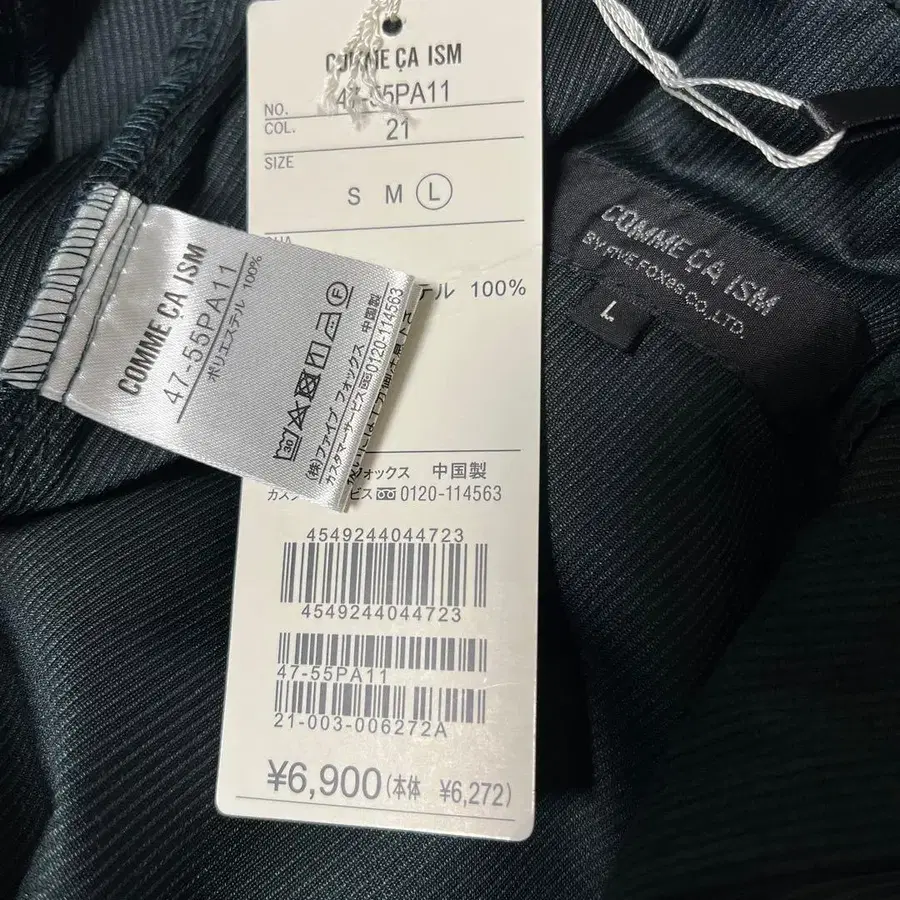 COMME ÇA ISM
NO. 47-55PA11
COL. 21
SIZE
S M L
テル 100%
ォックス 中国製
カスタ ービス 0120-114563
4549244044723
4549244044723
47-55PA11
21-003-006272A
¥6,900 (本体 ¥6,272)
COMME ÇA ISM
47-55PA11
ポリエステル 100%
30
F
(株)ファイブ フォックス 中国製
カスタマーサービス 0120-114563
COMME ÇA ISM
BY FIVE FOXES CO., LTD.
L